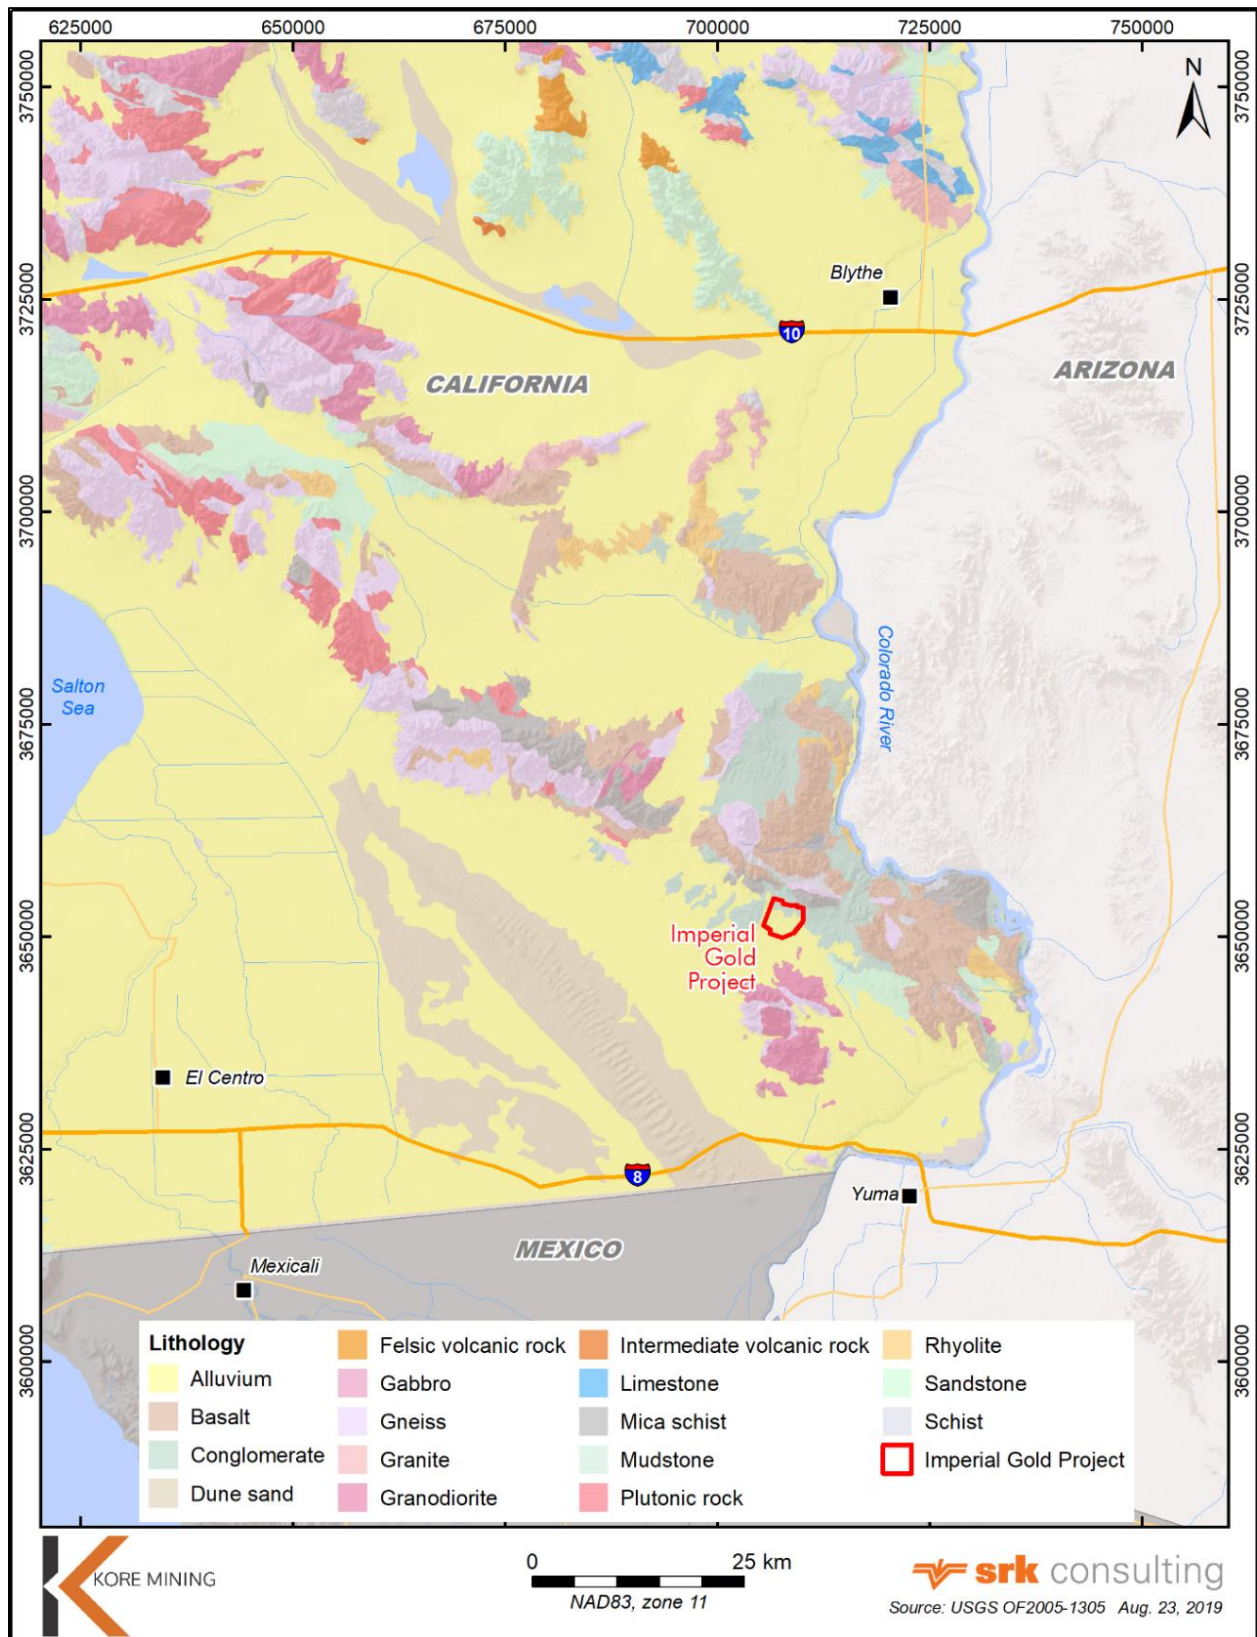 625000 650000 675000 700000 725000 750000
3750000
3750000
N
Blythe
3725000
3725000
10
CALIFORNIA
ARIZONA
3700000
3700000
Colorado River
Salton
Sea
3675000
3675000
Imperial
Gold
Project
3650000
3650000
El Centro
3625000
3625000
8
Yuma
MEXICO
Mexicali
3600000
3600000
Lithology
Alluvium
Basalt
Conglomerate
Dune sand
Felsic volcanic rock
Gabbro
Gneiss
Granite
Granodiorite
Intermediate volcanic rock
Limestone
Mica schist
Mudstone
Plutonic rock
Rhyolite
Sandstone
Schist
Imperial Gold Project
KORE MINING
0 25 km
NAD83, zone 11
srk consulting
Source: USGS OF2005-1305 Aug. 23, 2019